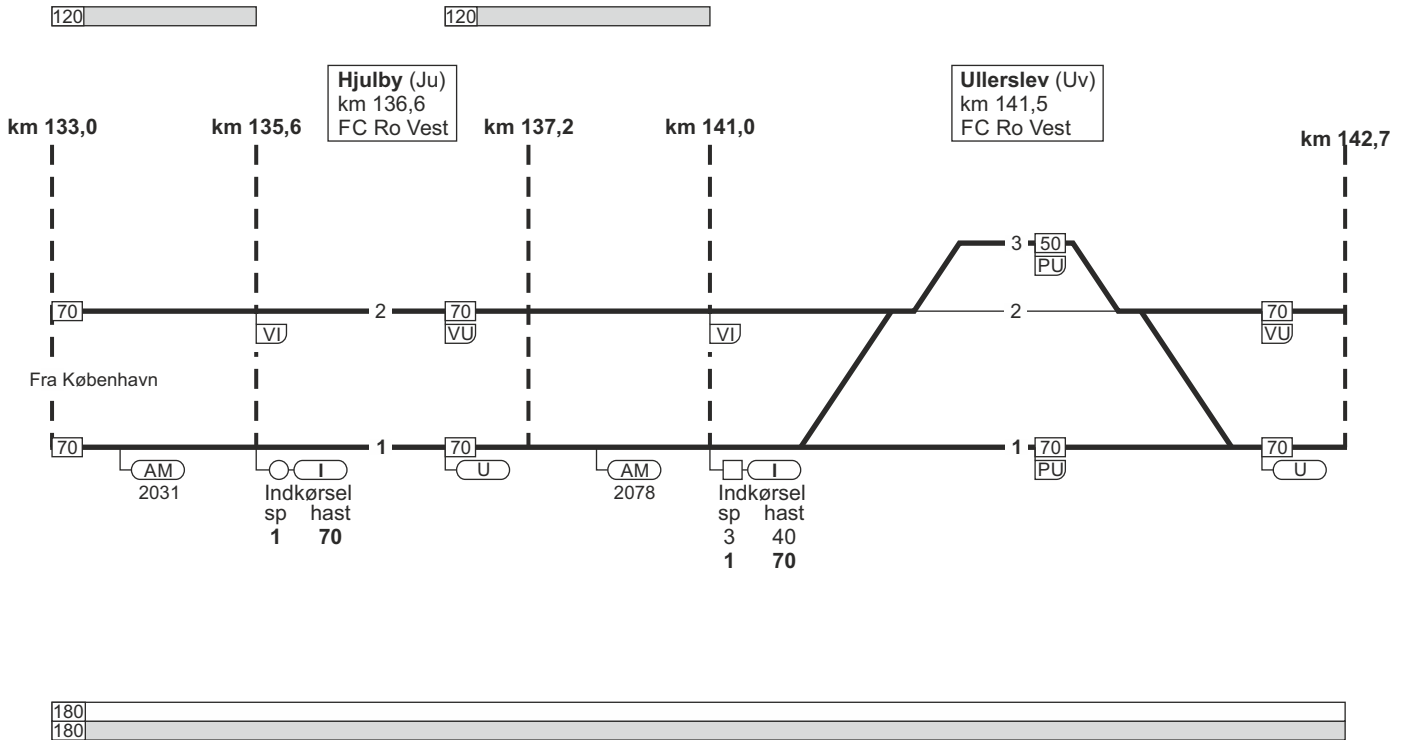 120 120
Hjulby (Ju)
km 136,6
FC Ro Vest
Ullerslev (Uv)
km 141,5
FC Ro Vest
km 133,0 km 135,6 km 137,2 km 141,0 km 142,7
3 50
PU
70 2 70 2 70
VI VU VI VU
Fra København
70 1 70 1 70 70
AM I U AM I PU U
2031 2078
Indkørsel
sp hast
1 70
Indkørsel
sp hast
3 40
1 70
180
180